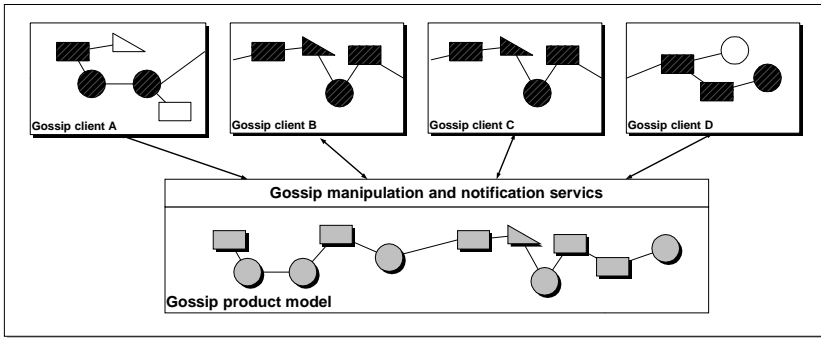 Gossip client A
Gossip client B
Gossip client C
Gossip client D
Gossip manipulation and notification servics
Gossip product model